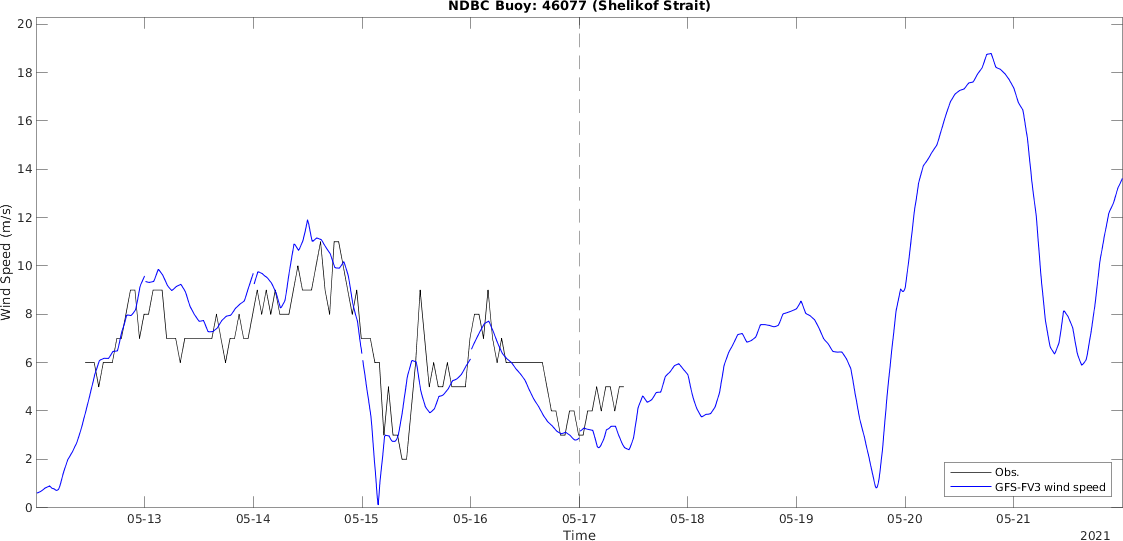 NDBC Buoy: 46077 (Shelikof Strait)
20
18
16
14
12
10
8
6
4
2
0
Wind Speed (m/s)
05-13 05-14 05-15 05-16 05-17 05-18 05-19 05-20 05-21
Time
2021
Obs.
GFS-FV3 wind speed